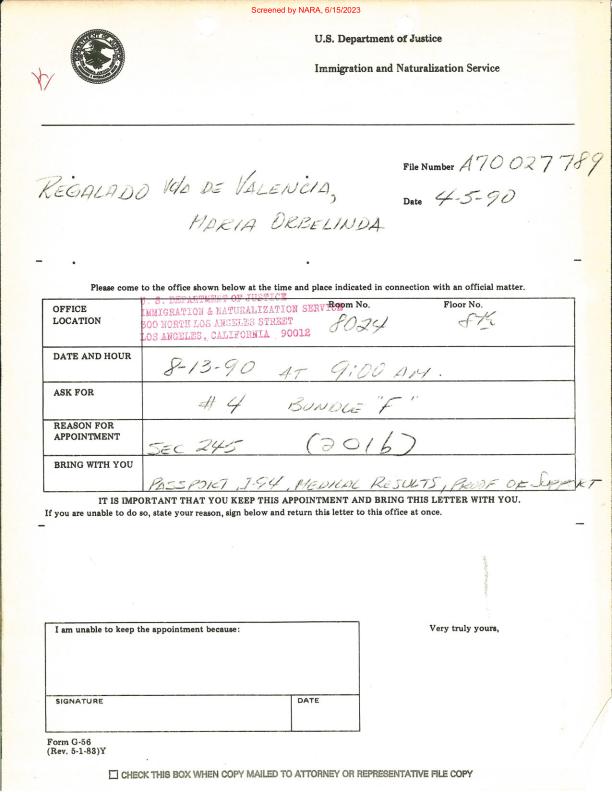 Screened by NARA, 6/15/2023
U.S. Department of Justice
Immigration and Naturalization Service
File Number A70 027 789
REGALADO Vda DE VALENCIA,
Date 4-5-90
MARIA ORBELINDA
Please come to the office shown below at the time and place indicated in connection with an official matter.
OFFICE LOCATION
U. S. DEPARTMENT OF JUSTICE
IMMIGRATION & NATURALIZATION SERVICE
300 NORTH LOS ANGELES STREET
LOS ANGELES, CALIFORNIA 90012
Room No.
8024
Floor No.
8th
DATE AND HOUR
8-13-90 AT 9:00 AM.
ASK FOR
# 4 BUNDLE "F"
REASON FOR APPOINTMENT
SEC 245 (2016)
BRING WITH YOU
PASSPORT, I-94, MEDICAL RESULTS, PROOF OF SUPPORT
IT IS IMPORTANT THAT YOU KEEP THIS APPOINTMENT AND BRING THIS LETTER WITH YOU.
If you are unable to do so, state your reason, sign below and return this letter to this office at once.
I am unable to keep the appointment because:
Very truly yours,
SIGNATURE
DATE
Form G-56
(Rev. 5-1-83)Y
CHECK THIS BOX WHEN COPY MAILED TO ATTORNEY OR REPRESENTATIVE FILE COPY